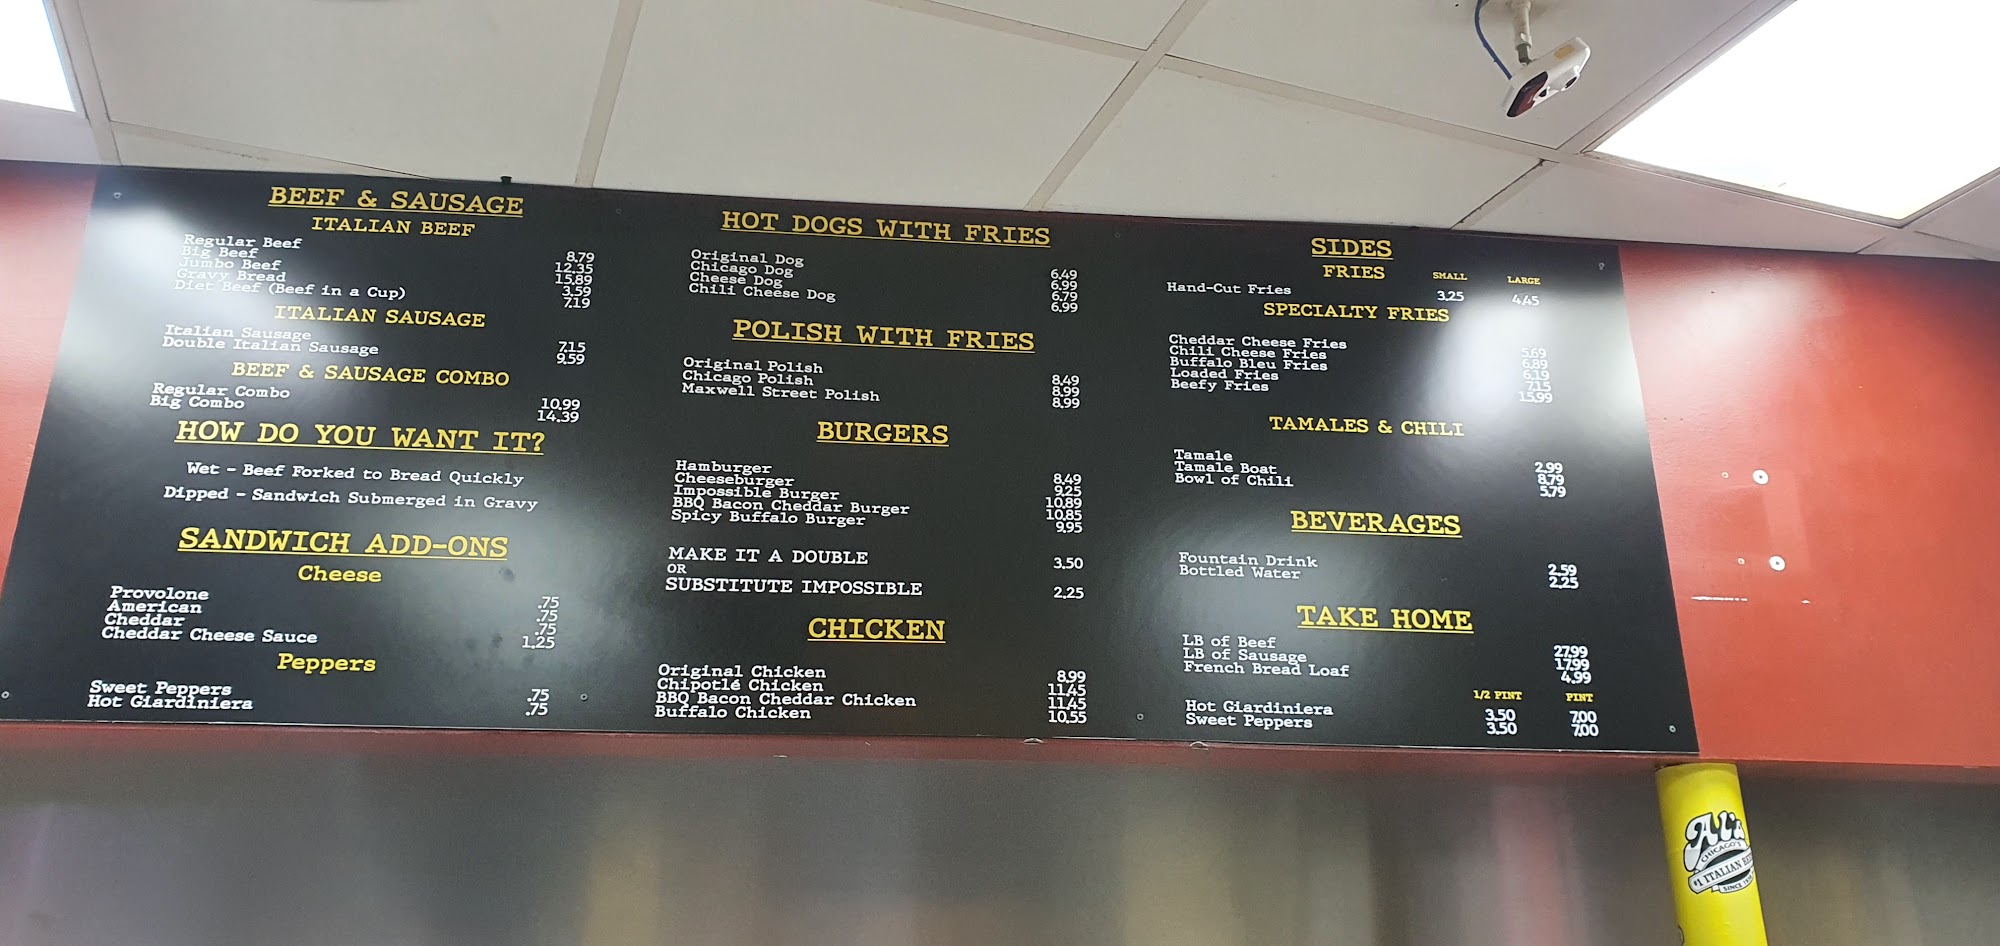 BEEF & SAUSAGE
ITALIAN BEEF
Regular Beef 8.79
Big Beef 12.35
Jumbo Beef 15.89
Gravy Bread 3.59
Diet Beef (Beef in a Cup) 7.19
ITALIAN SAUSAGE
Italian Sausage 7.15
Double Italian Sausage 9.59
BEEF & SAUSAGE COMBO
Regular Combo 10.99
Big Combo 14.39
HOW DO YOU WANT IT?
Wet - Beef Forked to Bread Quickly
Dipped - Sandwich Submerged in Gravy
SANDWICH ADD-ONS
Cheese
Provolone .75
American .75
Cheddar .75
Cheddar Cheese Sauce 1.25
Peppers
Sweet Peppers .75
Hot Giardiniera .75
HOT DOGS WITH FRIES
Original Dog 6.49
Chicago Dog 6.99
Cheese Dog 6.79
Chili Cheese Dog 6.99
POLISH WITH FRIES
Original Polish 8.49
Chicago Polish 8.99
Maxwell Street Polish 8.99
BURGERS
Hamburger 8.49
Cheeseburger 9.25
Impossible Burger 10.89
BBQ Bacon Cheddar Burger 10.85
Spicy Buffalo Burger 9.95
MAKE IT A DOUBLE 3.50
OR
SUBSTITUTE IMPOSSIBLE 2.25
CHICKEN
Original Chicken 8.99
Chipotlé Chicken 11.45
BBQ Bacon Cheddar Chicken 11.45
Buffalo Chicken 10.55
SIDES
FRIES SMALL LARGE
Hand-Cut Fries 3.25 4.45
SPECIALTY FRIES
Cheddar Cheese Fries 5.69
Chili Cheese Fries 6.89
Buffalo Bleu Fries 6.19
Loaded Fries 7.15
Beefy Fries 15.99
TAMALES & CHILI
Tamale 2.99
Tamale Boat 8.79
Bowl of Chili 5.79
BEVERAGES
Fountain Drink 2.59
Bottled Water 2.25
TAKE HOME
LB of Beef 27.99
LB of Sausage 17.99
French Bread Loaf 4.99
1/2 PINT PINT
Hot Giardiniera 3.50 7.00
Sweet Peppers 3.50 7.00
Al's
CHICAGO'S
#1 ITALIAN
SINCE